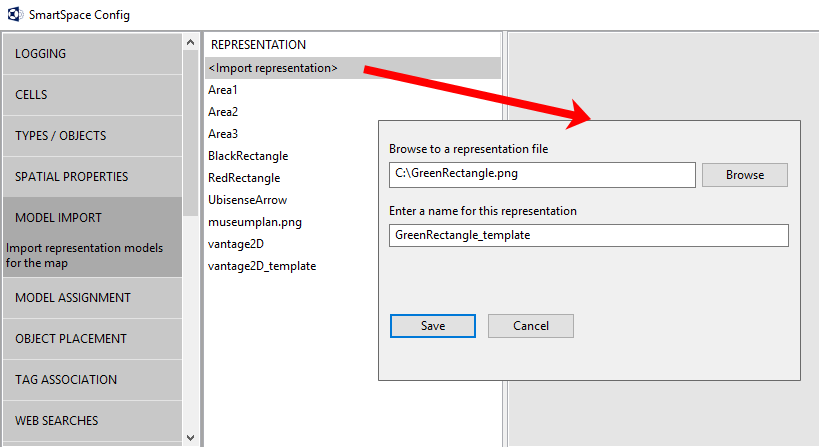 SmartSpace Config
LOGGING
CELLS
TYPES / OBJECTS
SPATIAL PROPERTIES
MODEL IMPORT
Import representation models
for the map
MODEL ASSIGNMENT
OBJECT PLACEMENT
TAG ASSOCIATION
WEB SEARCHES
REPRESENTATION
<Import representation>
Area1
Area2
Area3
BlackRectangle
RedRectangle
UbisenseArrow
museumplan.png
vantage2D
vantage2D_template
Browse to a representation file
C:\GreenRectangle.png
Browse
Enter a name for this representation
GreenRectangle_template
Save
Cancel